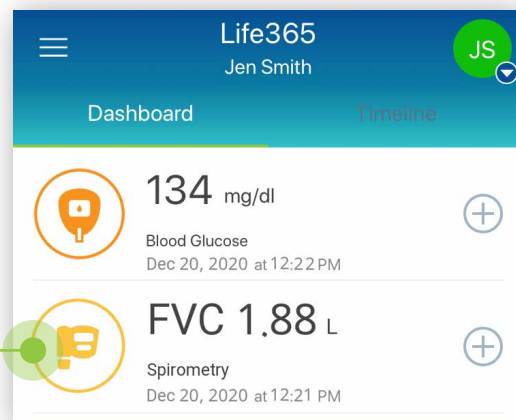 Life365
Jen Smith
JS
Dashboard
Timeline
134 mg/dl
Blood Glucose
Dec 20, 2020 at 12:22 PM
FVC 1.88 L
Spirometry
Dec 20, 2020 at 12:21 PM